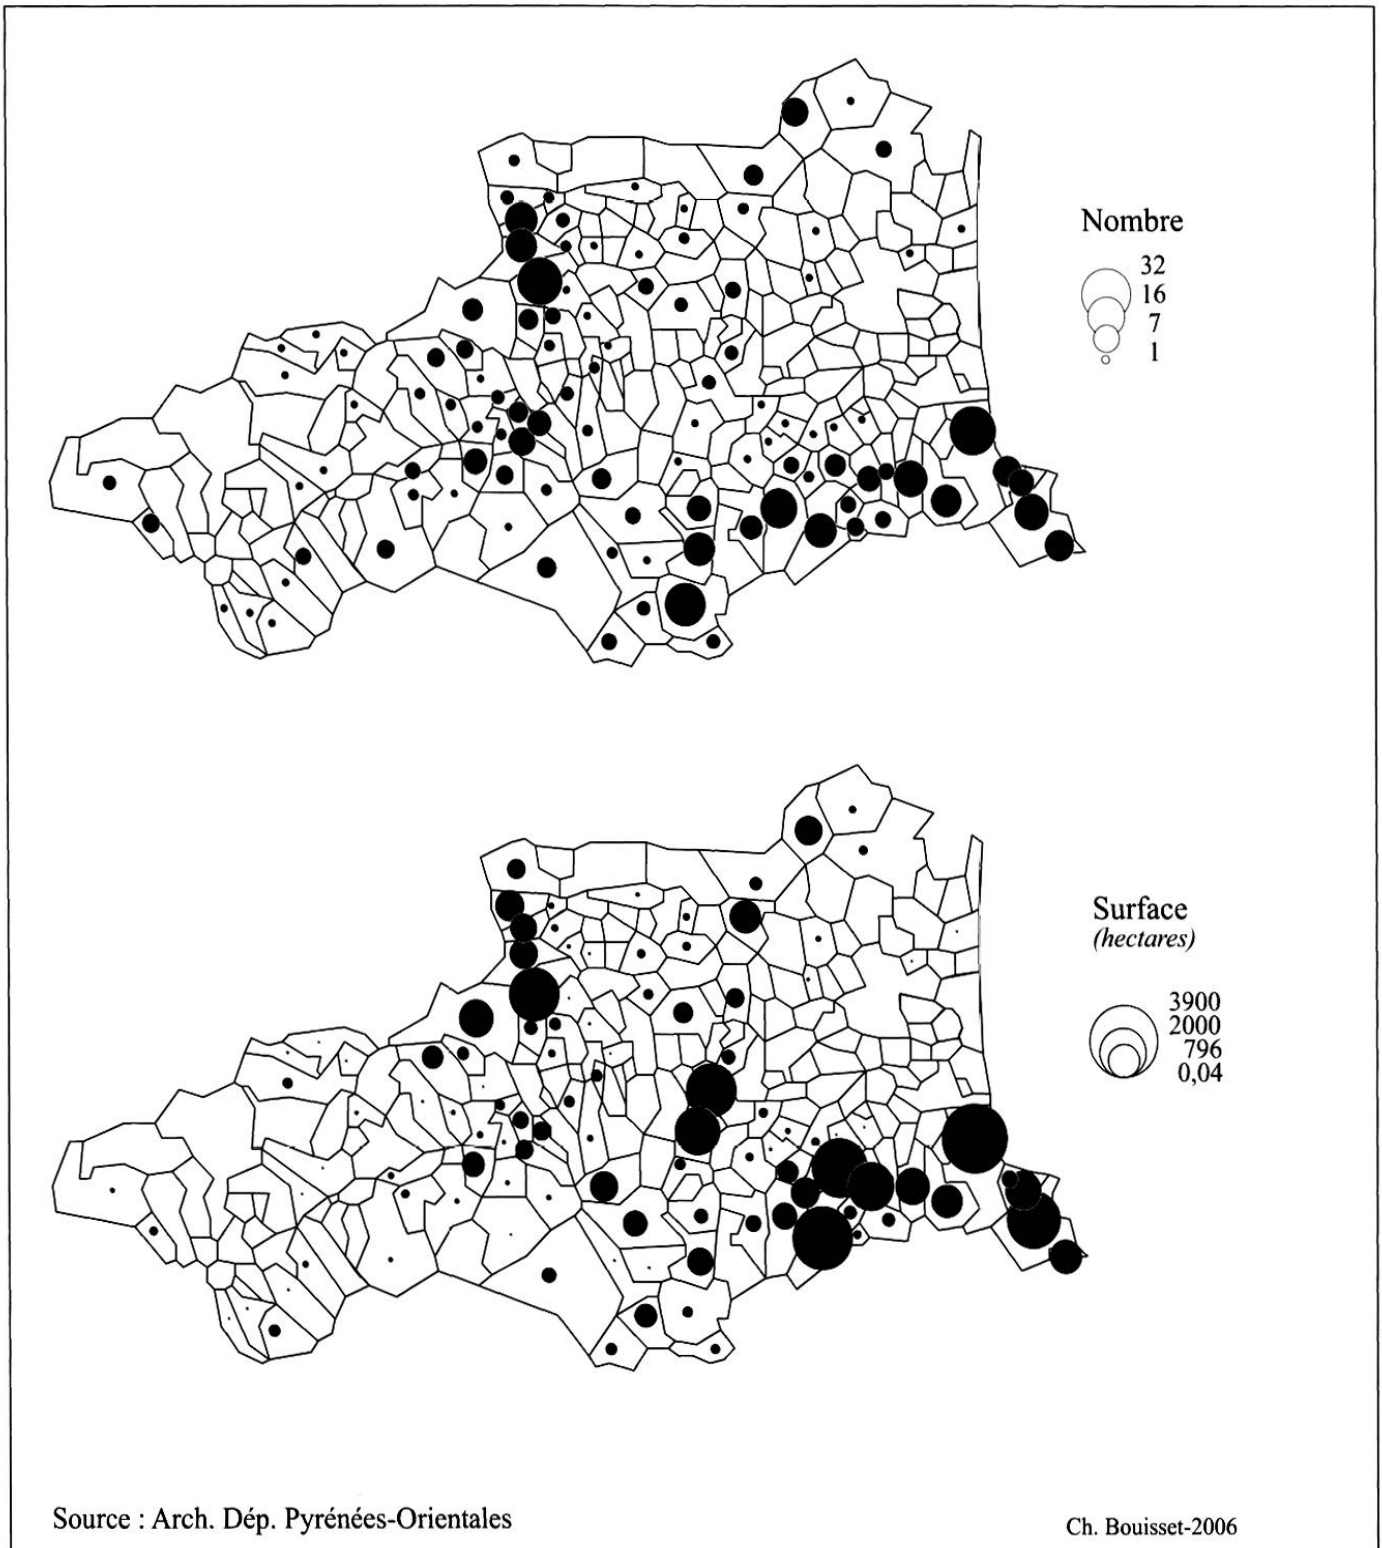 Nombre
32
16
7
1
Surface
(hectares)
3900
2000
796
0,04
Source : Arch. Dép. Pyrénées-Orientales
Ch. Bouisset-2006